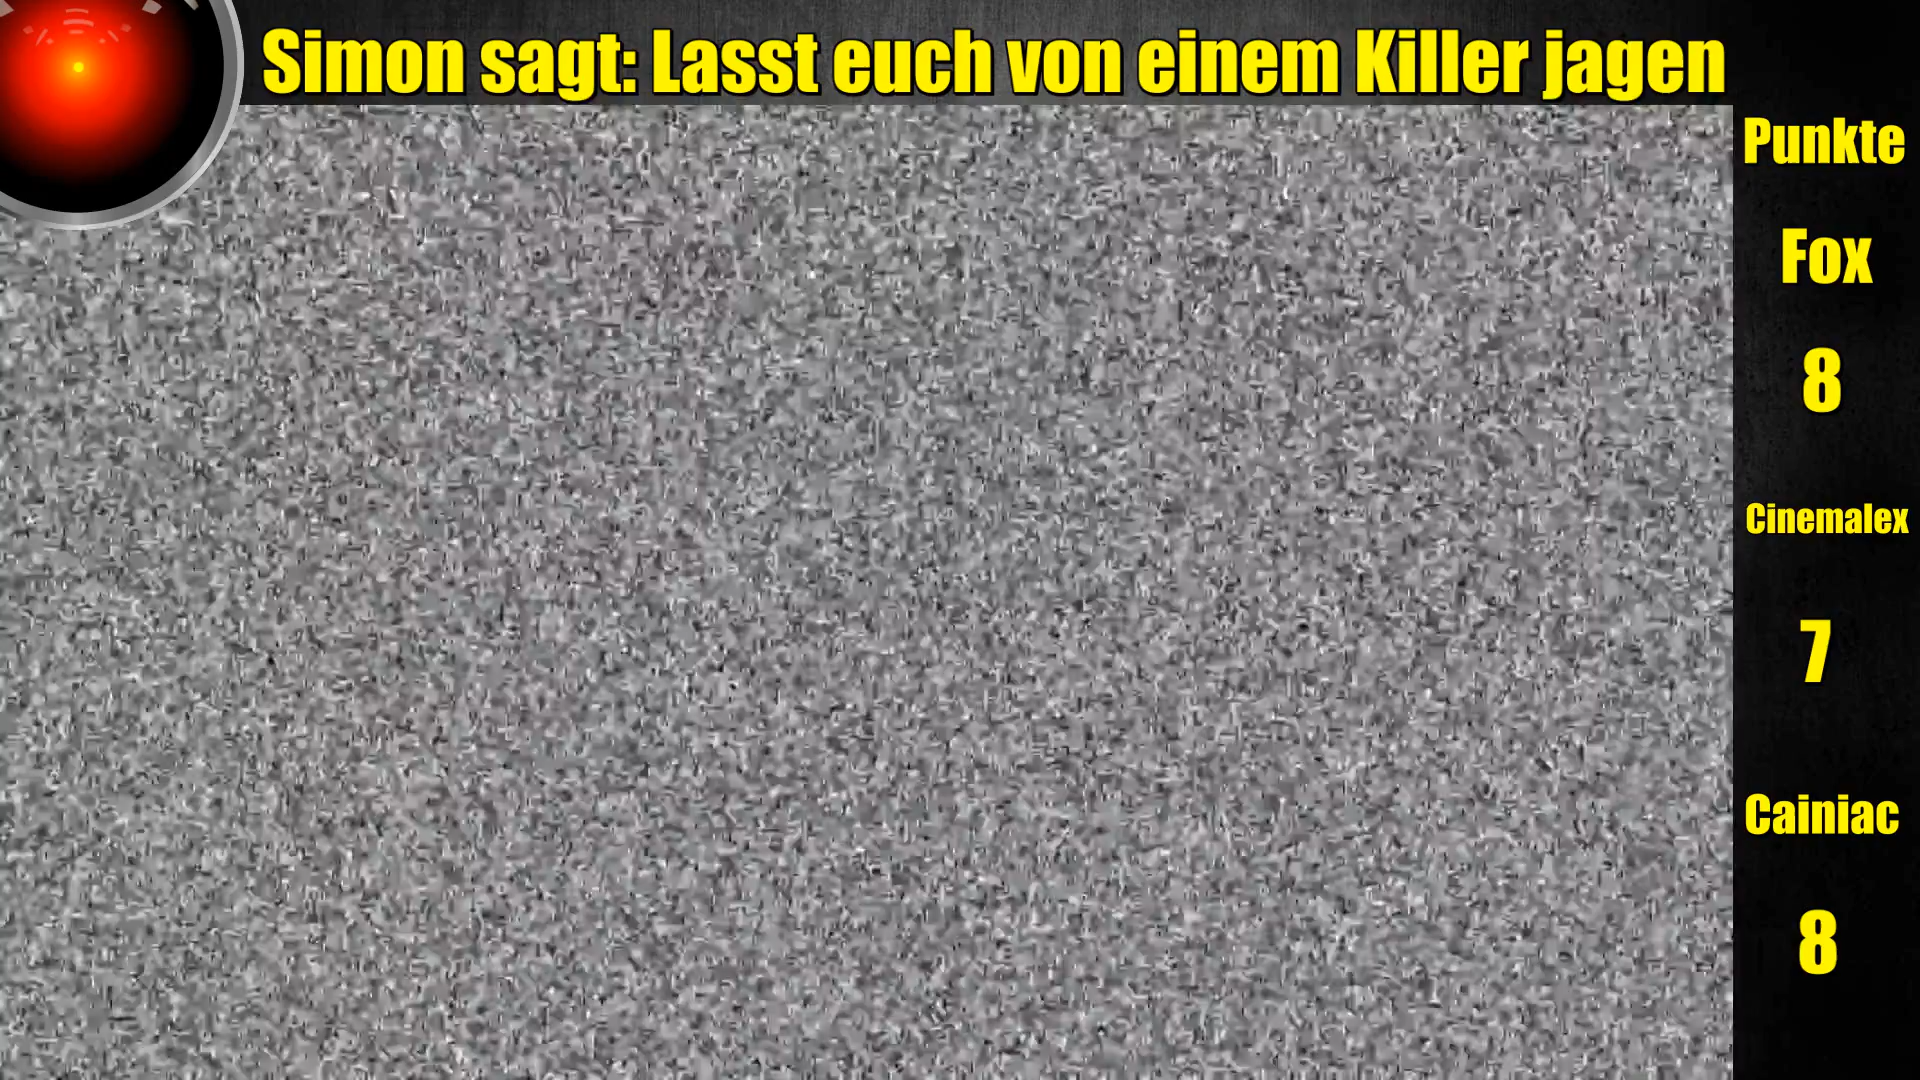 Simon sagt: Lasst euch von einem Killer jagen
Punkte
Fox
8
Cinemalex
7
Cainiac
8